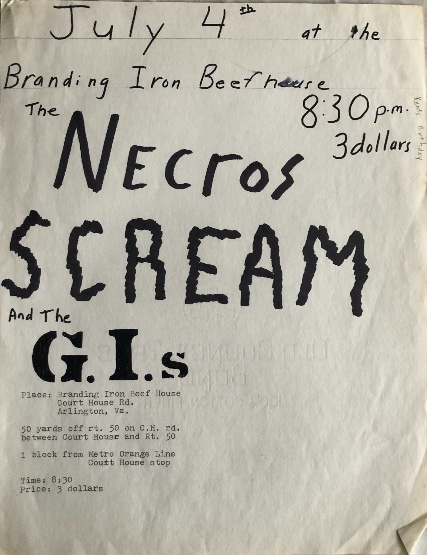 July 4th at the
Branding Iron Beefhouse
8:30 p.m.
3 dollars
The
Necros
SCREAM
And The
G.I.s
Place: Branding Iron Beef House
Court House Rd.
Arlington, Va.
50 yards off rt. 50 on C.H. rd.
between Court House and Rt. 50
1 block from Metro Orange Line
Coutt House stop
Time: 8:30
Price: 3 dollars